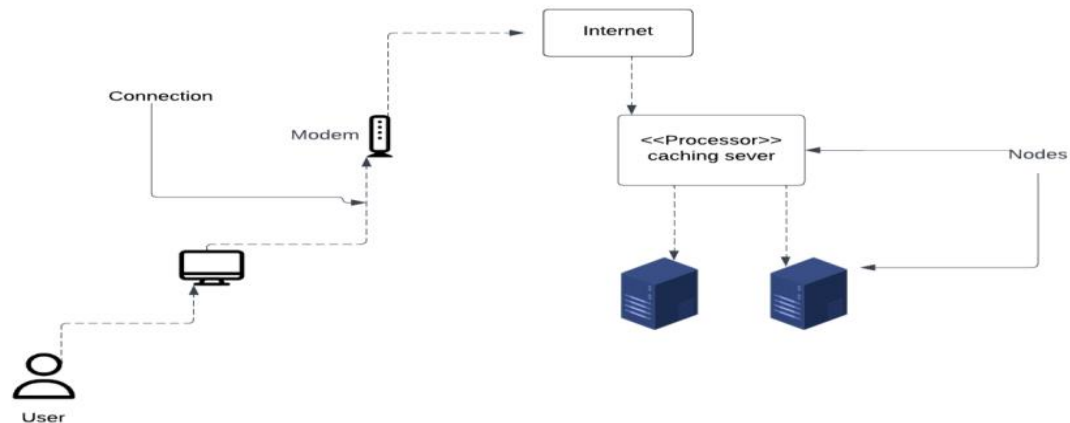 Internet
Connection
Modem
<<Processor>>
caching sever
Nodes
User